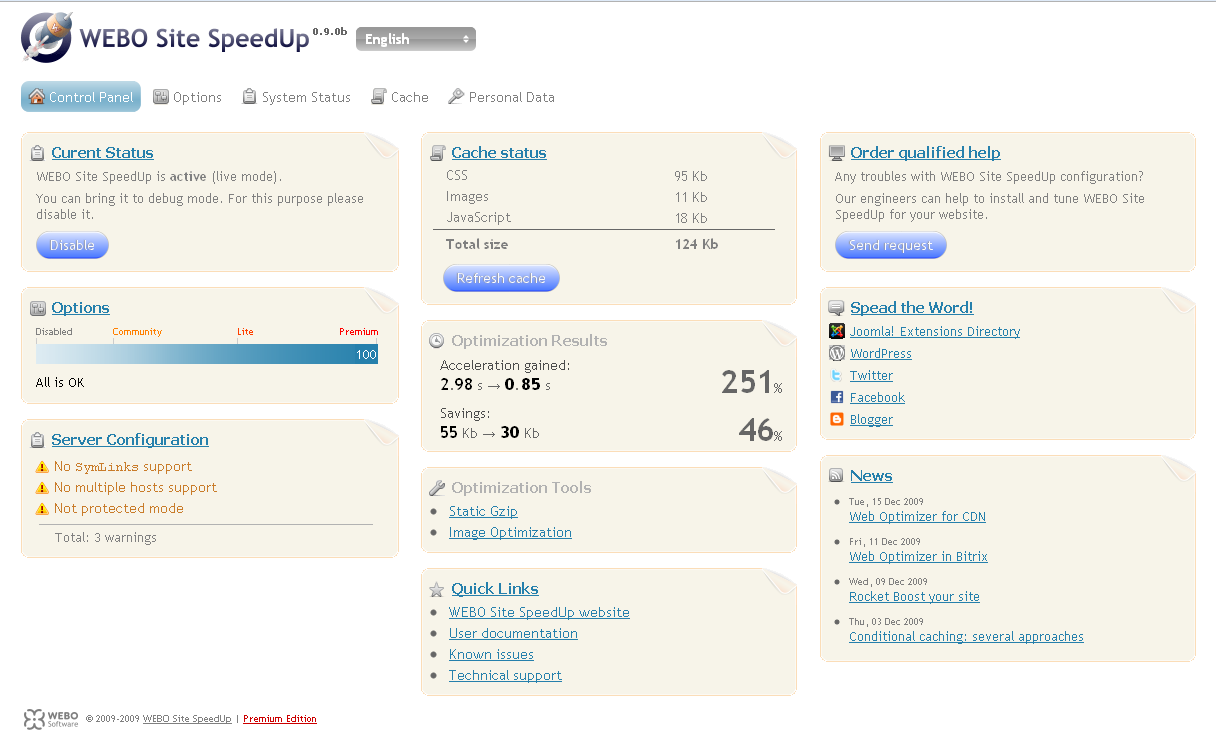 WEBO Site SpeedUp 0.9.0b
English
Control Panel
Options
System Status
Cache
Personal Data
Curent Status
WEBO Site SpeedUp is active (live mode).
You can bring it to debug mode. For this purpose please
disable it.
Disable
Options
Disabled Community Lite Premium
100
All is OK
Server Configuration
No SymLinks support
No multiple hosts support
Not protected mode
Total: 3 warnings
Cache status
CSS 95 Kb
Images 11 Kb
JavaScript 18 Kb
Total size 124 Kb
Refresh cache
Optimization Results
Acceleration gained:
2.98 s → 0.85 s
251%
Savings:
55 Kb → 30 Kb
46%
Optimization Tools
Static Gzip
Image Optimization
Quick Links
WEBO Site SpeedUp website
User documentation
Known issues
Technical support
Order qualified help
Any troubles with WEBO Site SpeedUp configuration?
Our engineers can help to install and tune WEBO Site
SpeedUp for your website.
Send request
Spead the Word!
Joomla! Extensions Directory
WordPress
Twitter
Facebook
Blogger
News
Tue, 15 Dec 2009
Web Optimizer for CDN
Fri, 11 Dec 2009
Web Optimizer in Bitrix
Wed, 09 Dec 2009
Rocket Boost your site
Thu, 03 Dec 2009
Conditional caching: several approaches
WEBO
Software
© 2009-2009 WEBO Site SpeedUp | Premium Edition